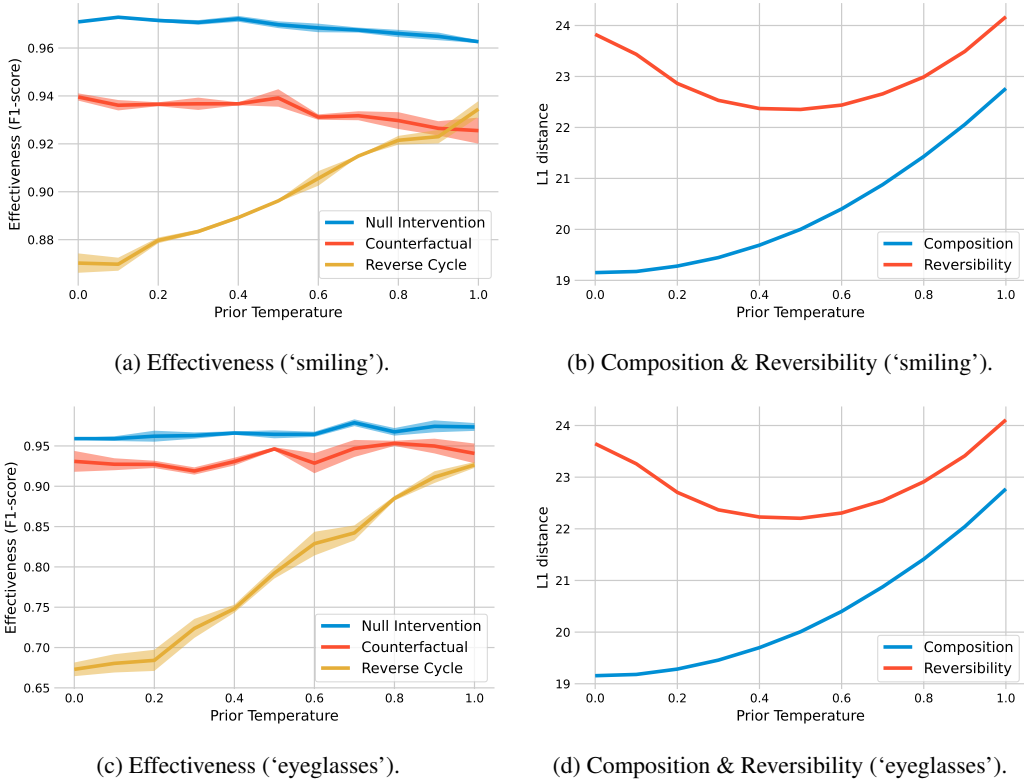 0.96
0.94
0.92
0.90
0.88
Effectiveness (F1-score)
Null Intervention
Counterfactual
Reverse Cycle
0.0 0.2 0.4 0.6 0.8 1.0
Prior Temperature
(a) Effectiveness (‘smiling’).
24
23
22
21
20
19
L1 distance
Composition
Reversibility
0.0 0.2 0.4 0.6 0.8 1.0
Prior Temperature
(b) Composition & Reversibility (‘smiling’).
0.95
0.90
0.85
0.80
0.75
0.70
0.65
Effectiveness (F1-score)
Null Intervention
Counterfactual
Reverse Cycle
0.0 0.2 0.4 0.6 0.8 1.0
Prior Temperature
(c) Effectiveness (‘eyeglasses’).
24
23
22
21
20
19
L1 distance
Composition
Reversibility
0.0 0.2 0.4 0.6 0.8 1.0
Prior Temperature
(d) Composition & Reversibility (‘eyeglasses’).